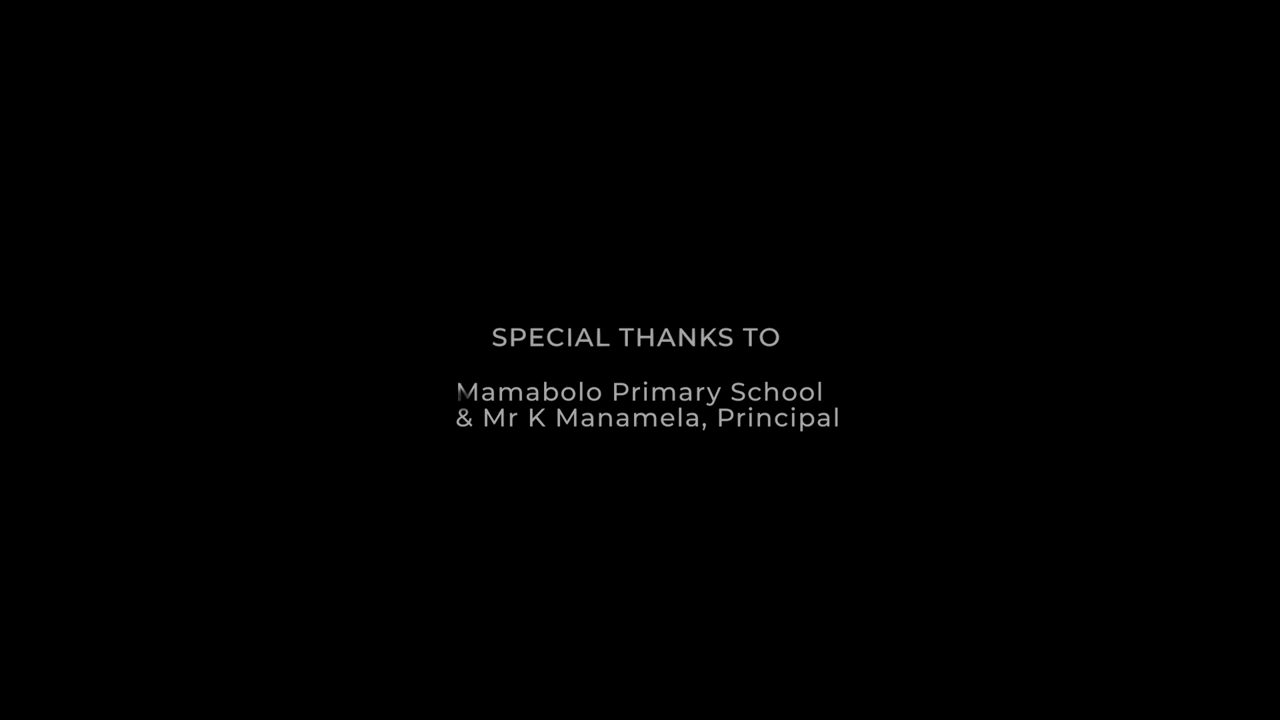 SPECIAL THANKS TO
Mamabolo Primary School
& Mr K Manamela, Principal